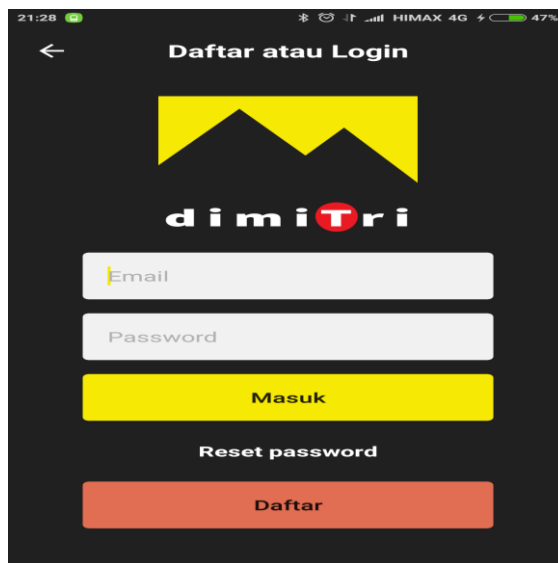 21:28 HIMAX 4G 47%
Daftar atau Login
dimiTri
Email
Password
Masuk
Reset password
Daftar